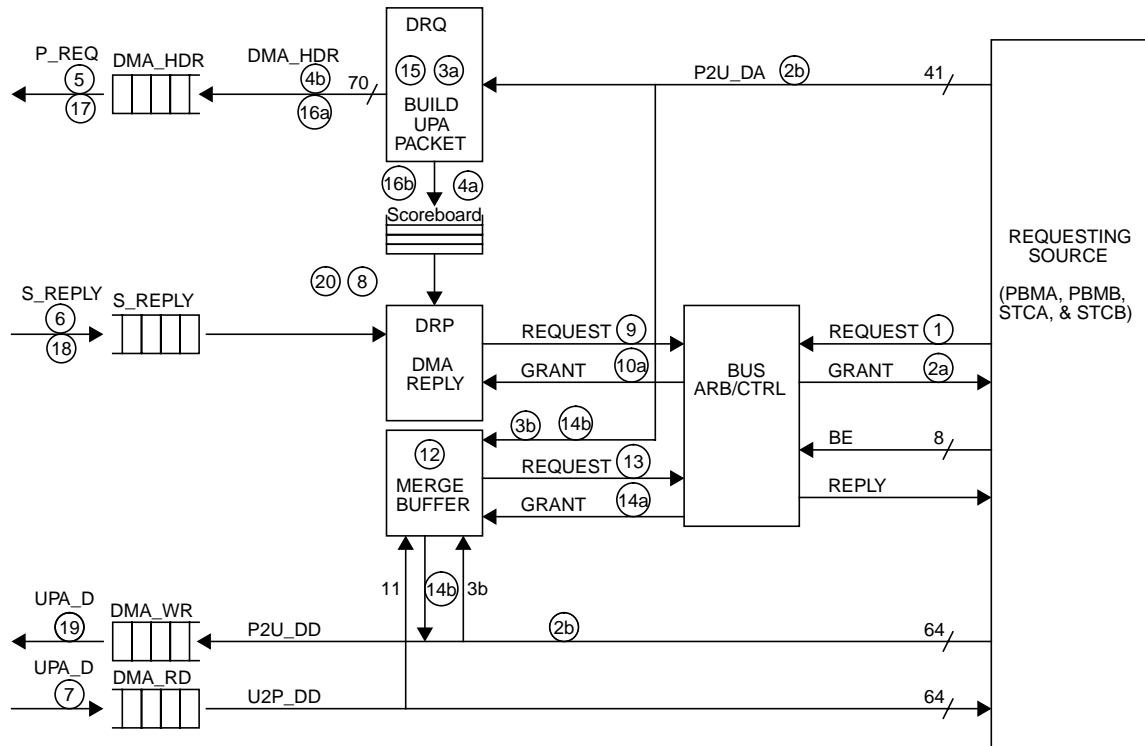 DRQ
15 3a
BUILD
UPA
PACKET
P_REQ
5
17
DMA_HDR
DMA_HDR
4b
16a
70
P2U_DA 2b
41
16b 4a
Scoreboard
20 8
S_REPLY
6
18
S_REPLY
DRP
DMA
REPLY
REQUEST 9
GRANT 10a
BUS
ARB/CTRL
REQUEST 1
GRANT 2a
BE
8
REPLY
REQUESTING
SOURCE
(PBMA, PBMB,
STCA, & STCB)
3b 14b
12
MERGE
BUFFER
REQUEST 13
GRANT 14a
11
14b
3b
UPA_D
19
DMA_WR
P2U_DD
2b
64
UPA_D
7
DMA_RD
U2P_DD
64